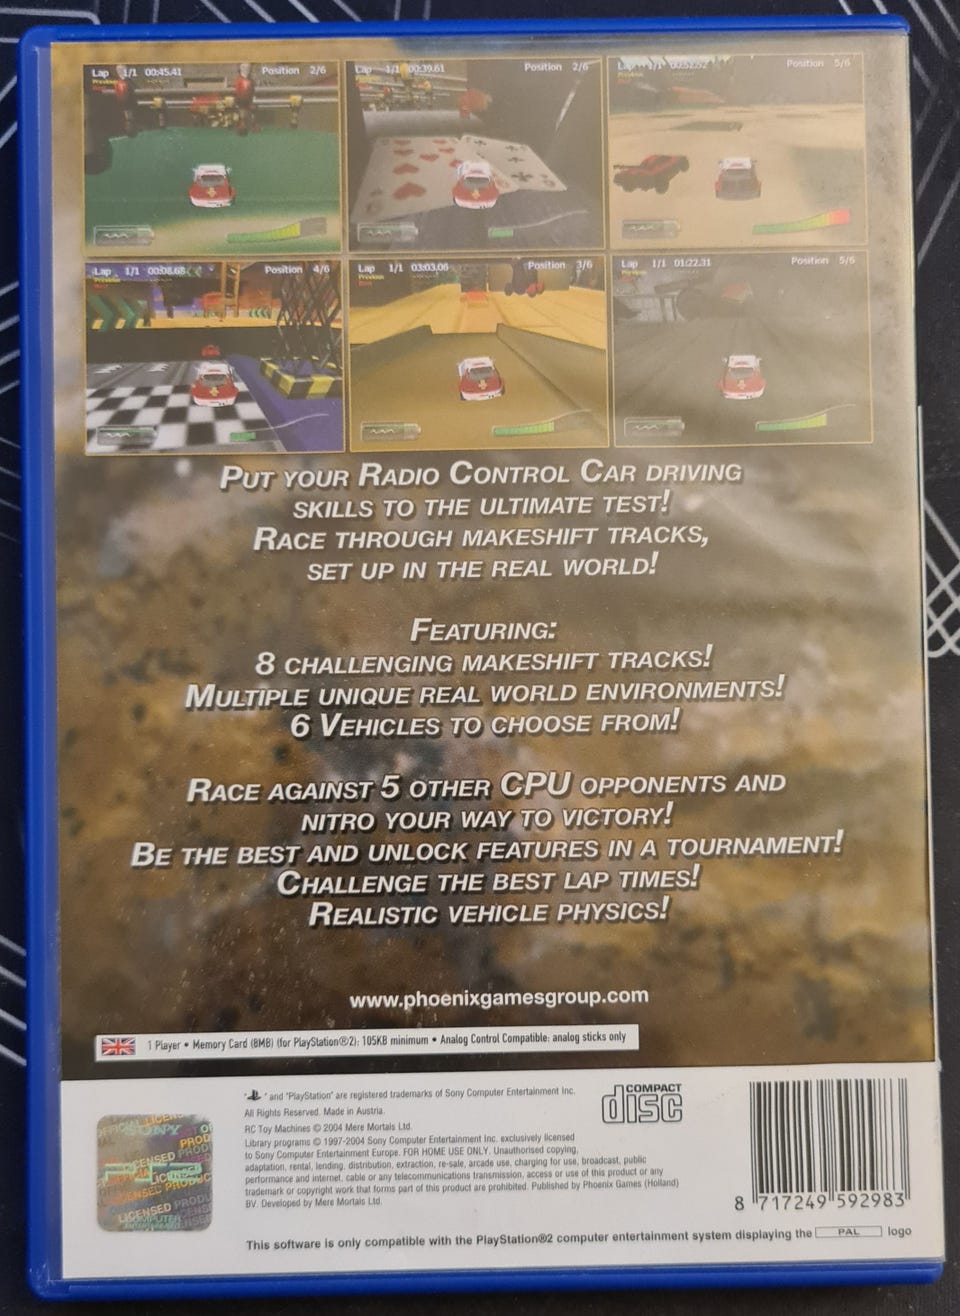 Lap 1/1 00:45.41 Position 2/6
Lap 1/1 00:39.61 Position 2/6
Lap 1/1 Position 5/6
Lap 1/1 00:08.68 Position 4/6
Lap 1/1 03:03.06 Position 3/6
Lap 1/1 01:22.31 Position 5/6
PUT YOUR RADIO CONTROL CAR DRIVING
SKILLS TO THE ULTIMATE TEST!
RACE THROUGH MAKESHIFT TRACKS,
SET UP IN THE REAL WORLD!
FEATURING:
8 CHALLENGING MAKESHIFT TRACKS!
MULTIPLE UNIQUE REAL WORLD ENVIRONMENTS!
6 VEHICLES TO CHOOSE FROM!
RACE AGAINST 5 OTHER CPU OPPONENTS AND
NITRO YOUR WAY TO VICTORY!
BE THE BEST AND UNLOCK FEATURES IN A TOURNAMENT!
CHALLENGE THE BEST LAP TIMES!
REALISTIC VEHICLE PHYSICS!
www.phoenixgamesgroup.com
1 Player • Memory Card (8MB) (for PlayStation®2): 105KB minimum • Analog Control Compatible: analog sticks only
" and "PlayStation" are registered trademarks of Sony Computer Entertainment Inc.
All Rights Reserved. Made in Austria.
RC Toy Machines © 2004 Mere Mortals Ltd.
Library programs © 1997-2004 Sony Computer Entertainment Inc. exclusively licensed
to Sony Computer Entertainment Europe. FOR HOME USE ONLY. Unauthorised copying,
adaptation, rental, lending, distribution, extraction, re-sale, arcade use, charging for use, broadcast, public
performance and internet, cable or any telecommunications transmission, access or use of this product or any
trademark or copyright work that forms part of this product are prohibited. Published by Phoenix Games (Holland)
BV. Developed by Mere Mortals Ltd.
COMPACT
disc
8 717249 592983
SONY
LICENSED PRODUC
COMPUTER
ENTERTAINMENT
This software is only compatible with the PlayStation®2 computer entertainment system displaying the PAL logo